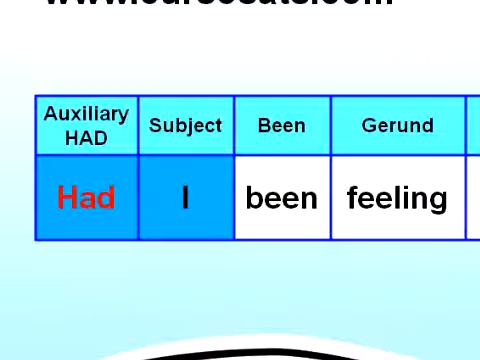 Auxiliary
HAD
Subject
Been
Gerund
Had
I
been
feeling